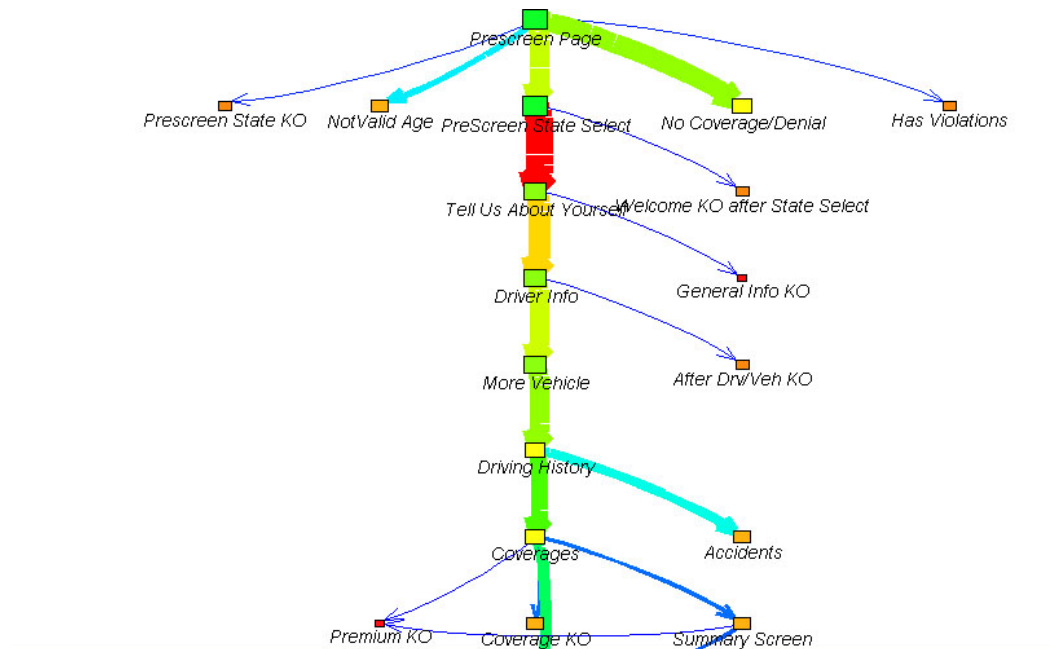 Prescreen Page
Prescreen State KO
NotValid Age
PreScreen State Select
No Coverage/Denial
Has Violations
Tell Us About Yourself
Welcome KO after State Select
Driver Info
General Info KO
More Vehicle
After Drv/Veh KO
Driving History
Coverages
Accidents
Premium KO
Coverage KO
Summary Screen